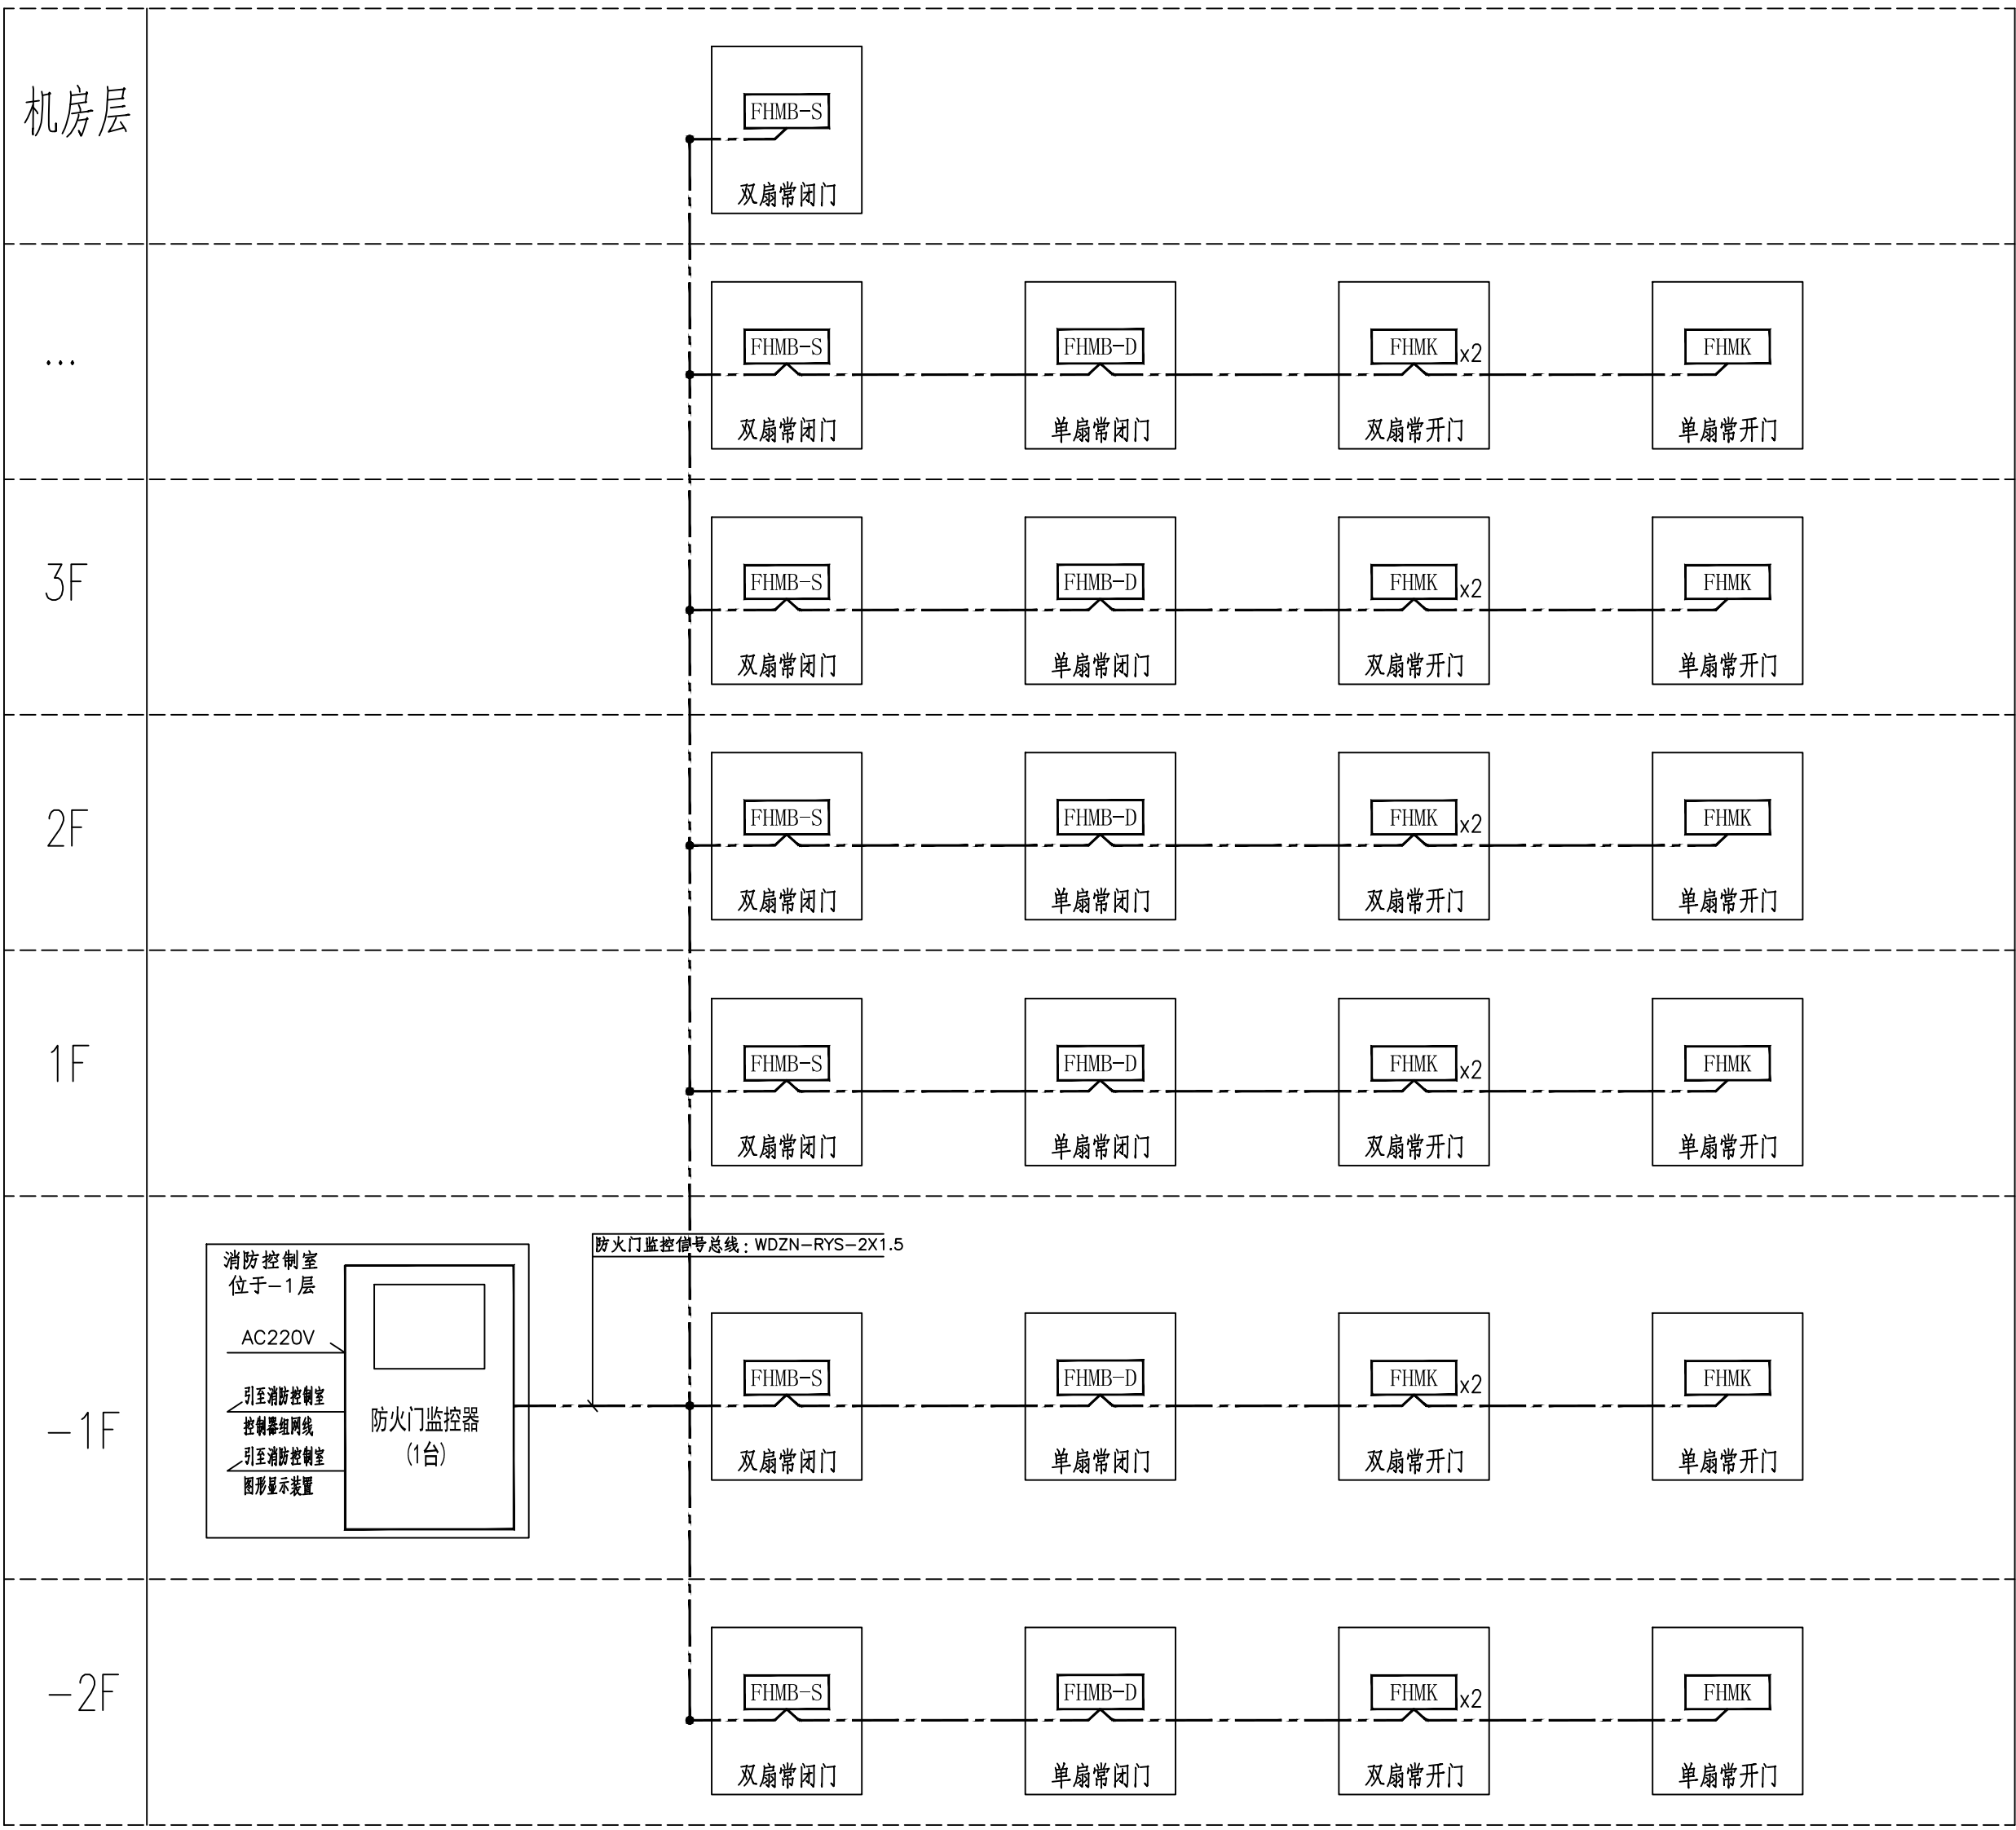 机房层
FHMB-S
双扇常闭门
...
FHMB-S
FHMB-D
FHMK x2
FHMK
双扇常闭门
单扇常闭门
双扇常开门
单扇常开门
3F
FHMB-S
FHMB-D
FHMK x2
FHMK
双扇常闭门
单扇常闭门
双扇常开门
单扇常开门
2F
FHMB-S
FHMB-D
FHMK x2
FHMK
双扇常闭门
单扇常闭门
双扇常开门
单扇常开门
1F
FHMB-S
FHMB-D
FHMK x2
FHMK
双扇常闭门
单扇常闭门
双扇常开门
单扇常开门
-1F
消防控制室
位于-1层
AC220V
引至消防控制室
控制器组网线
引至消防控制室
图形显示装置
防火门监控器
(1台)
防火门监控信号总线：WDZN-RYS-2X1.5
FHMB-S
FHMB-D
FHMK x2
FHMK
双扇常闭门
单扇常闭门
双扇常开门
单扇常开门
-2F
FHMB-S
FHMB-D
FHMK x2
FHMK
双扇常闭门
单扇常闭门
双扇常开门
单扇常开门